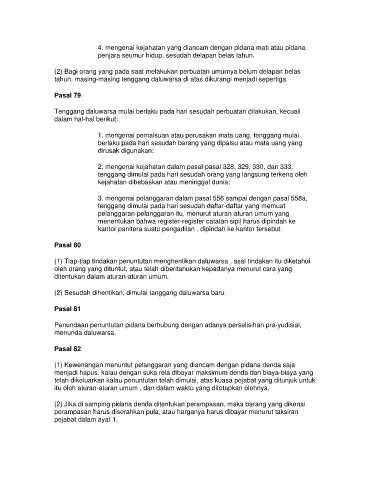 4. mengenai kejahatan yang diancam dengan pidana mati atau pidana
penjara seumur hidup, sesudah delapan belas tahun.
(2) Bagi orang yang pada saat melakukan perbuatan umurnya belum delapan belas
tahun, masing-masing tenggang daluwarsa di atas dikurangi menjadi sepertiga.
Pasal 79
Tenggang daluwarsa mulai berlaku pada hari sesudah perbuatan dilakukan, kecuali
dalam hal-hal berikut:
1. mengenai pemalsuan atau perusakan mata uang, tenggang mulai
berlaku pada hari sesudah barang yang dipalsu atau mata uang yang
dirusak digunakan:
2. mengenai kejahatan dalam pasal-pasal 328, 329, 330, dan 333,
tenggang dimulai pada hari sesudah orang yang langsung terkena oleh
kejahatan dibebaskan atau meninggal dunia;
3. mengenai pelanggaran dalam pasal 556 sampai dengan pasal 558a,
tenggang dimulai pada hari sesudah daftar-daftar yang memuat
pelanggaran-pelanggaran itu, menurut aturan-aturan umum yang
menentukan bahwa register-register catatan sipil harus dipindah ke
kantor panitera suatu pengadilan , dipindah ke kantor tersebut.
Pasal 80
(1) Tiap-tiap tindakan penuntutan menghentikan daluwarsa , asal tindakan itu diketahui
oleh orang yang dituntut, atau telah diberitahukan kepadanya menurut cara yang
ditentukan dalam aturan-aturan umum.
(2) Sesudah dihentikan, dimulai tanggang daluwarsa baru.
Pasal 81
Penundaan penuntutan pidana berhubung dengan adanya perselisihan pra-yudisial,
menunda daluwarsa.
Pasal 82
(1) Kewenangan menuntut pelanggaran yang diancam dengan pidana denda saja
menjadi hapus, kalau dengan suka rela dibayar maksimum denda dan biaya-biaya yang
telah dikeluarkan kalau penuntutan telah dimulai, atas kuasa pejabat yang ditunjuk untuk
itu oleh aturan-aturan umum , dan dalam waktu yang ditetapkan olehnya.
(2) Jika di samping pidana denda ditentukan perampasan, maka barang yang dikenai
perampasan harus diserahkan pula, atau harganya harus dibayar menurut taksiran
pejabat dalam ayat 1.